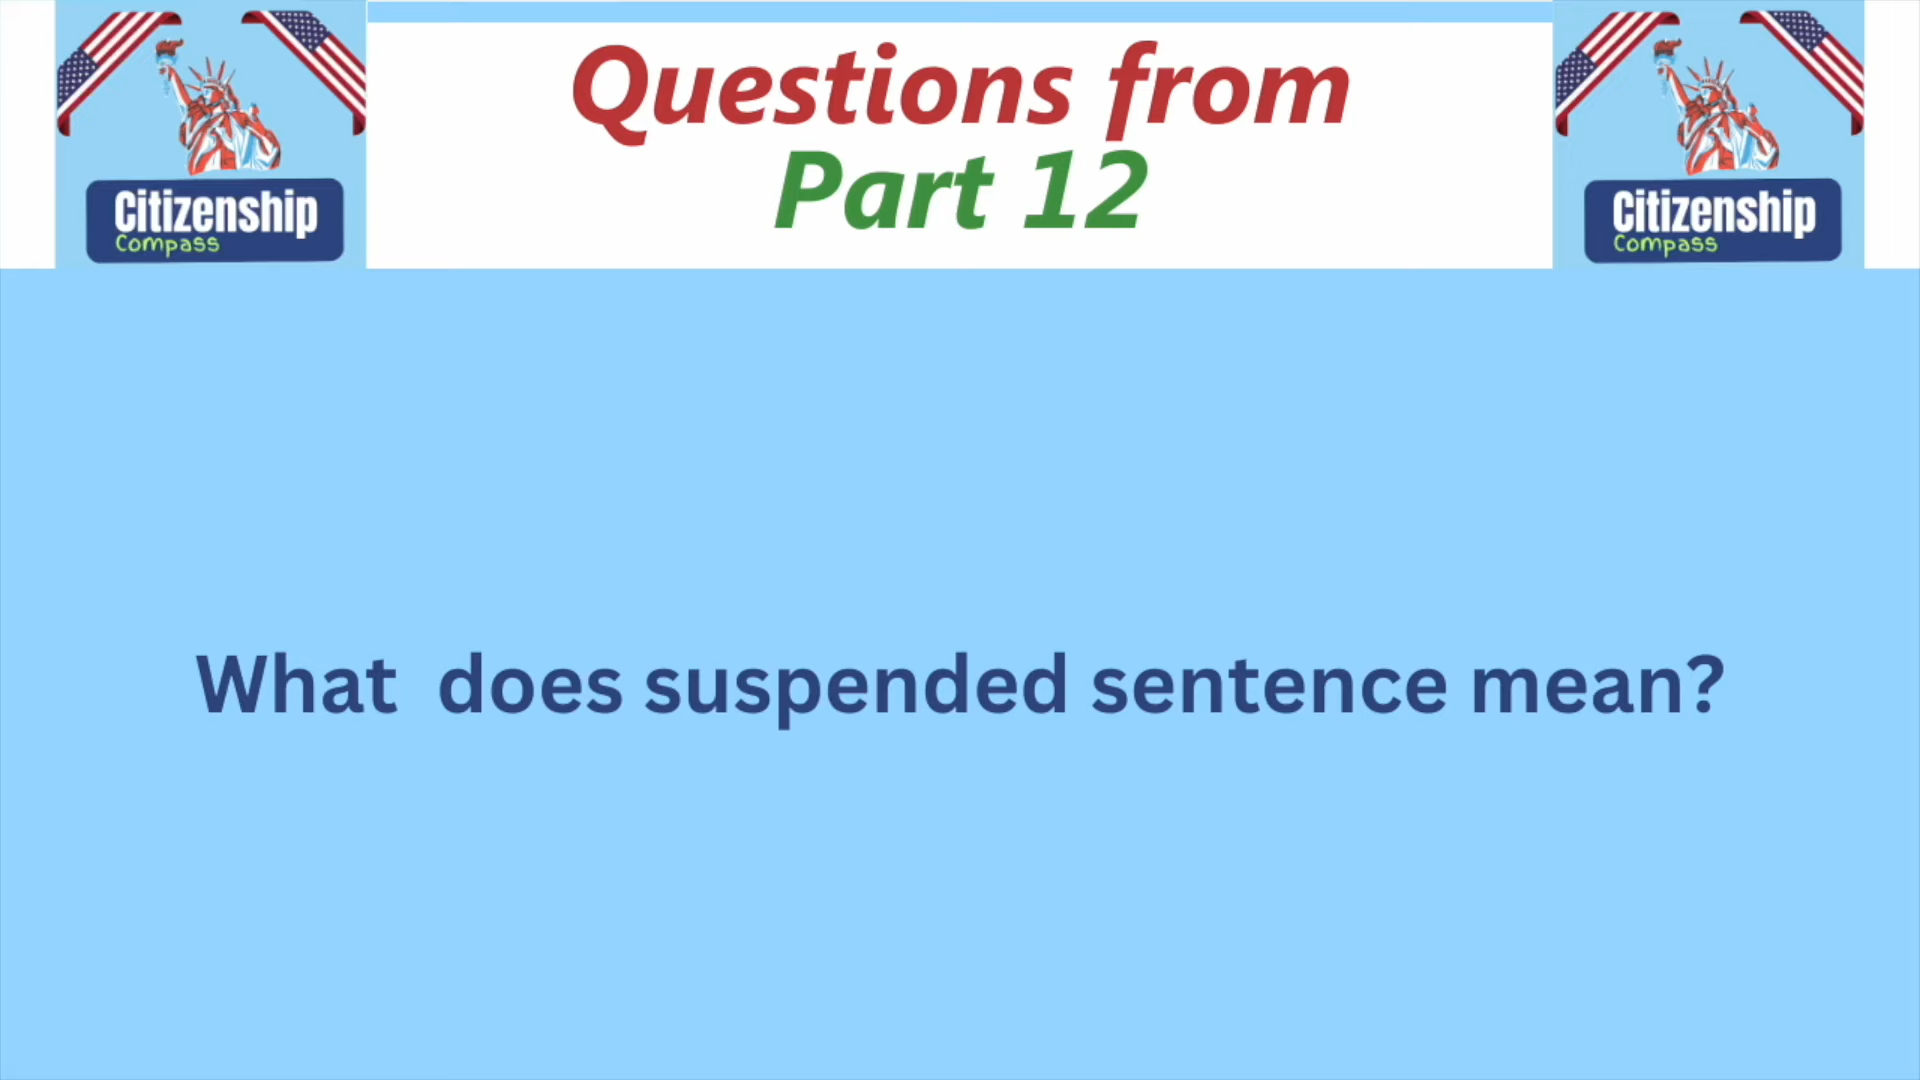 Questions from
Part 12
Citizenship
Compass
Citizenship
Compass
What does suspended sentence mean?